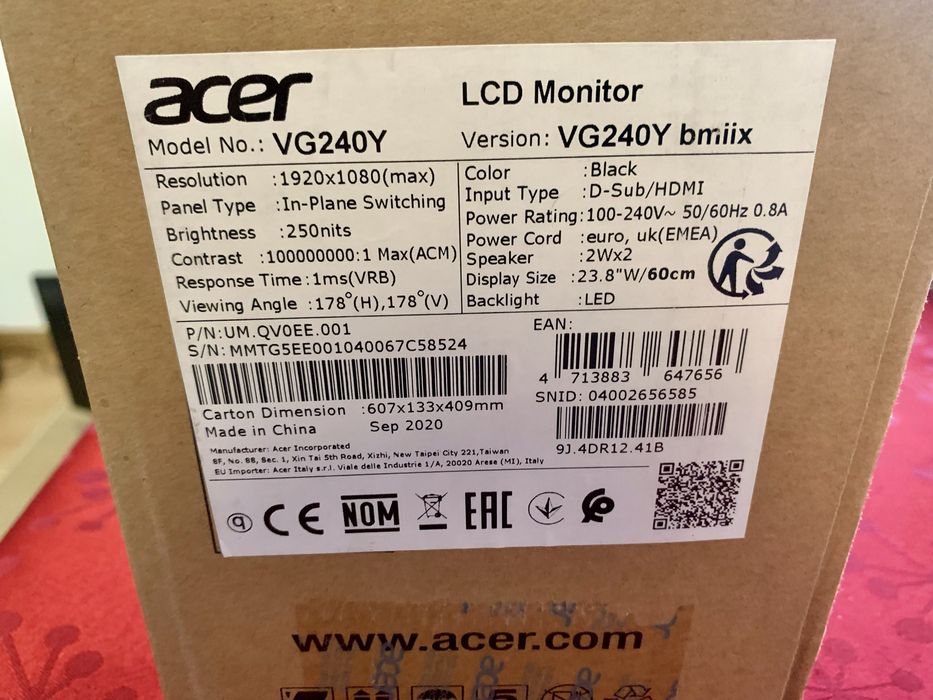 acer
LCD Monitor
Model No.: VG240Y
Version: VG240Y bmiix
Resolution :1920x1080(max)
Panel Type :In-Plane Switching
Brightness :250nits
Contrast :100000000:1 Max(ACM)
Response Time :1ms(VRB)
Viewing Angle :178°(H),178°(V)
Color :Black
Input Type :D-Sub/HDMI
Power Rating:100-240V~ 50/60Hz 0.8A
Power Cord :euro, uk(EMEA)
Speaker :2Wx2
Display Size :23.8"W/60cm
Backlight :LED
P/N:UM.QV0EE.001
S/N: MMTG5EE001040067C58524
Carton Dimension :607x133x409mm
Made in China Sep 2020
Manufacturer: Acer Incorporated
8F, No. 88, Sec. 1, Xin Tai 5th Road, Xizhi, New Taipei City 221,Taiwan
EU Importer: Acer Italy s.r.l. Viale delle Industrie 1/A, 20020 Arese (MI), Italy
EAN:
4 713883 647656
SNID: 04002656585
9J.4DR12.41B
q CE NOM EAC
www.acer.com